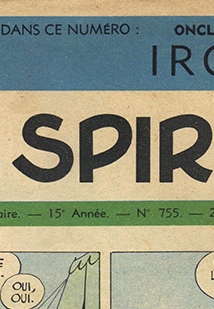 DANS CE NUMÉRO : ONCL
IRO
SPIR
aire. — 15e Année. — N° 755. — 2
OUI,
OUI.